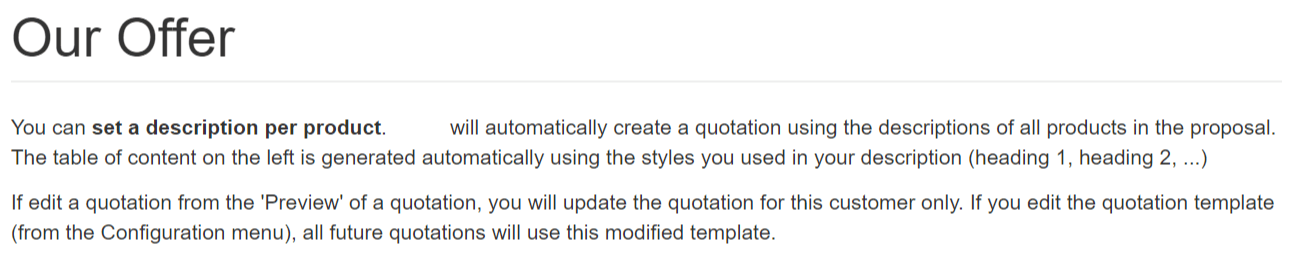 Our Offer
You can set a description per product. will automatically create a quotation using the descriptions of all products in the proposal.
The table of content on the left is generated automatically using the styles you used in your description (heading 1, heading 2, ...)
If edit a quotation from the 'Preview' of a quotation, you will update the quotation for this customer only. If you edit the quotation template
(from the Configuration menu), all future quotations will use this modified template.